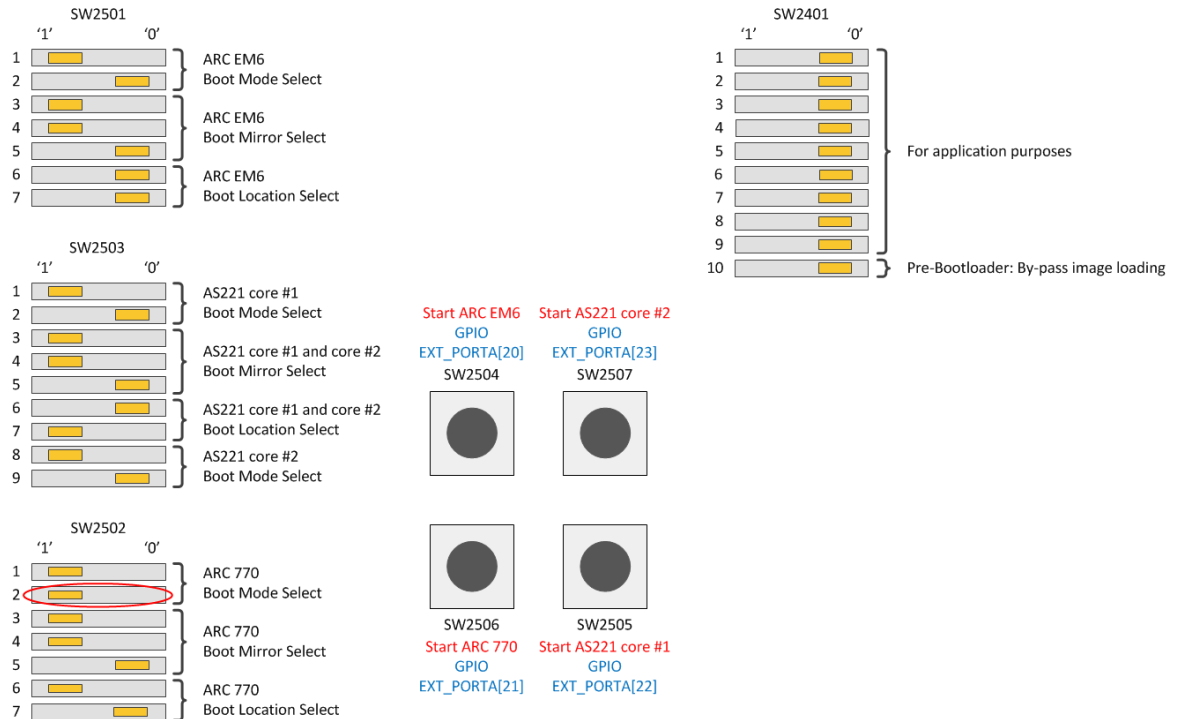 SW2501
‘1’ ‘0’
1
ARC EM6
2
Boot Mode Select
3
ARC EM6
4
Boot Mirror Select
5
6
ARC EM6
7
Boot Location Select
SW2401
‘1’ ‘0’
1
2
3
4
5
For application purposes
6
7
8
9
10
Pre-Bootloader: By-pass image loading
SW2503
‘1’ ‘0’
1
AS221 core #1
2
Boot Mode Select
3
AS221 core #1 and core #2
4
Boot Mirror Select
5
6
AS221 core #1 and core #2
7
Boot Location Select
8
AS221 core #2
9
Boot Mode Select
Start ARC EM6
GPIO
EXT_PORTA[20]
SW2504
Start AS221 core #2
GPIO
EXT_PORTA[23]
SW2507
SW2502
‘1’ ‘0’
1
ARC 770
2
Boot Mode Select
3
ARC 770
4
Boot Mirror Select
5
6
ARC 770
7
Boot Location Select
SW2506
Start ARC 770
GPIO
EXT_PORTA[21]
SW2505
Start AS221 core #1
GPIO
EXT_PORTA[22]